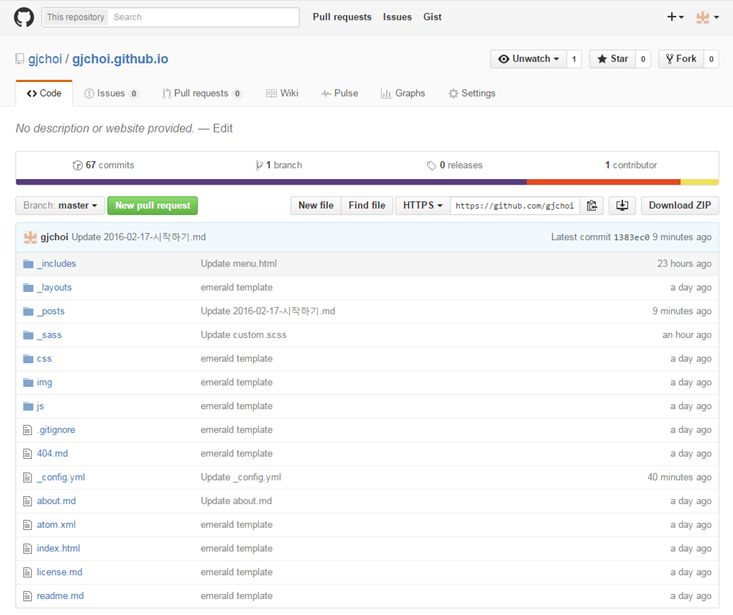 This repository Search Pull requests Issues Gist
gjchoi / gjchoi.github.io Unwatch 1 Star 0 Fork 0
Code Issues 0 Pull requests 0 Wiki Pulse Graphs Settings
No description or website provided. — Edit
67 commits 1 branch 0 releases 1 contributor
Branch: master New pull request New file Find file HTTPS https://github.com/gjchoi Download ZIP
gjchoi Update 2016-02-17-시작하기.md Latest commit 1383ec0 9 minutes ago
_includes Update menu.html 23 hours ago
_layouts emerald template a day ago
_posts Update 2016-02-17-시작하기.md 9 minutes ago
_sass Update custom.scss an hour ago
css emerald template a day ago
img emerald template a day ago
js emerald template a day ago
.gitignore emerald template a day ago
404.md emerald template a day ago
_config.yml Update _config.yml 40 minutes ago
about.md Update about.md a day ago
atom.xml emerald template a day ago
index.html emerald template a day ago
license.md emerald template a day ago
readme.md emerald template a day ago